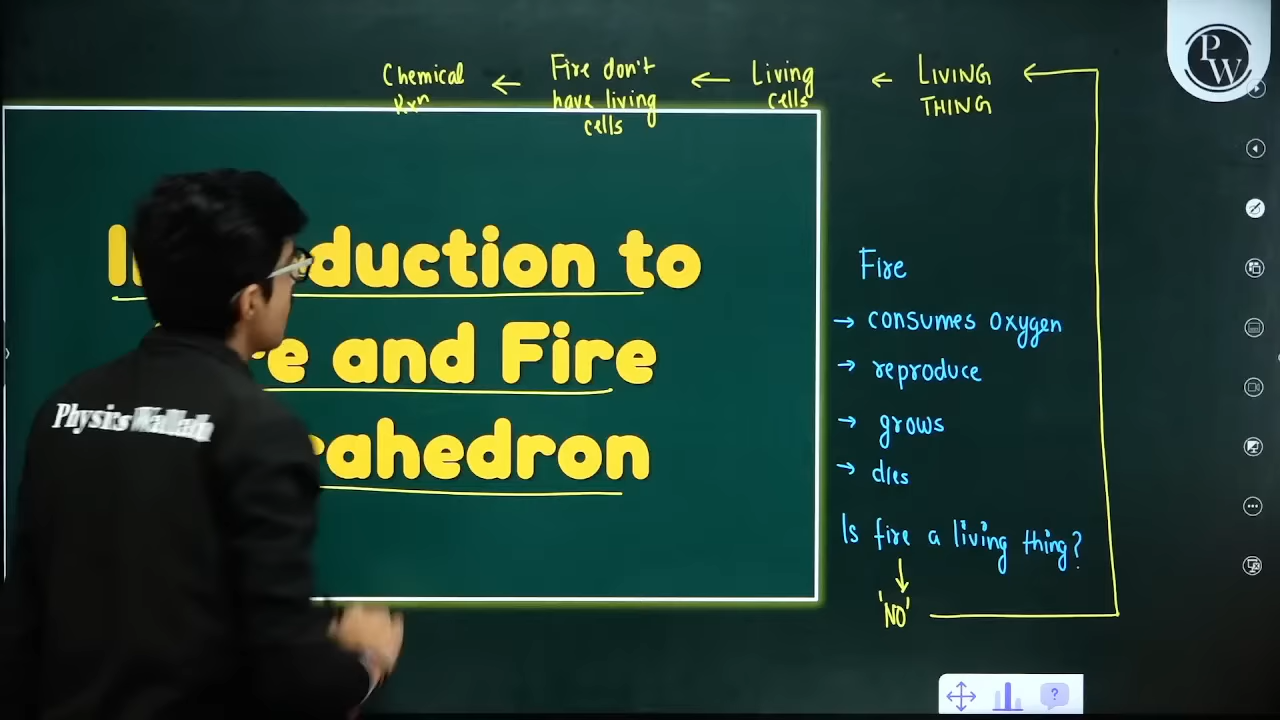 Chemical
Rxn
←
Fire don't
have living
cells
←
Living
cells
←
LIVING
THING
←
PW
duction to
e and Fire
rahedron
Physics Wallah
Fire
→ consumes oxygen
→ reproduce
→ grows
→ dies
Is fire a living thing?
↓
'NO'
?